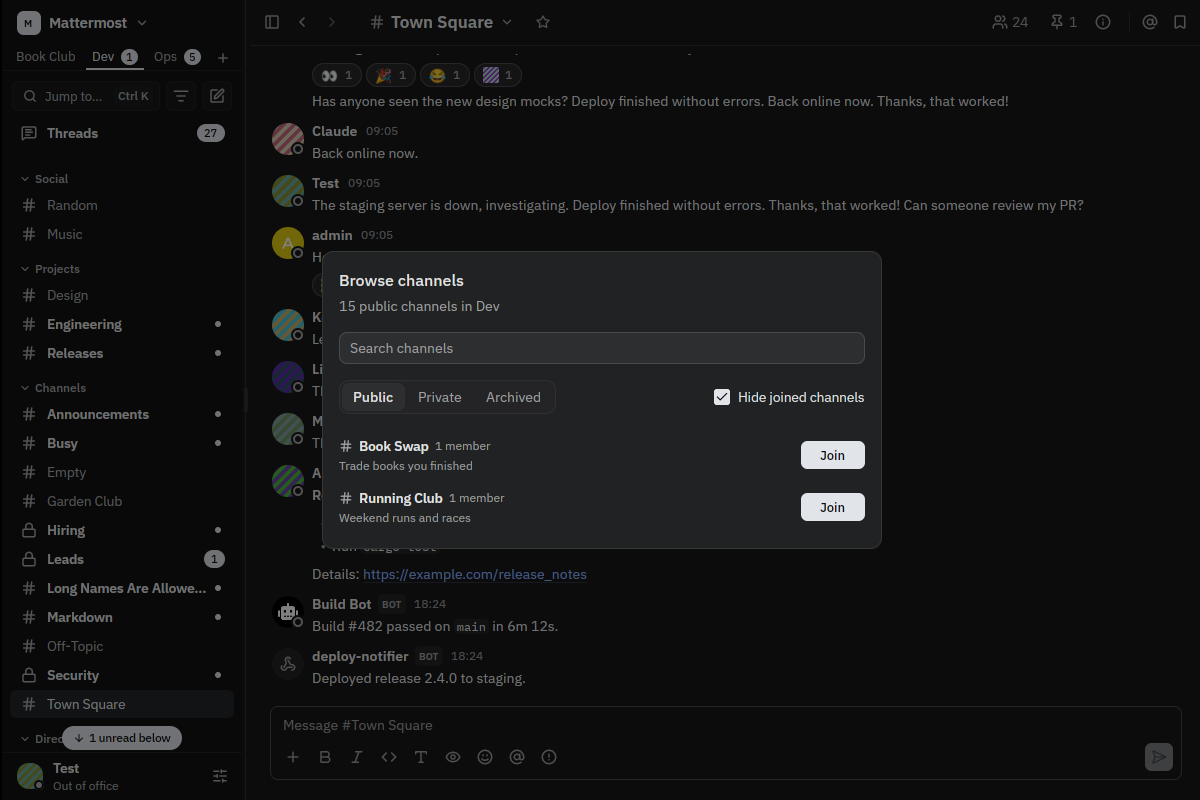 M Mattermost
Book Club Dev 1 Ops 5
Jump to... Ctrl K
Threads 27
Social
Random
Music
Projects
Design
Engineering
Releases
Channels
Announcements
Busy
Empty
Garden Club
Hiring
Leads 1
Long Names Are Allowe...
Markdown
Off-Topic
Security
Town Square
1 unread below
Test
Out of office
# Town Square 24 1
1 1 1 1
Has anyone seen the new design mocks? Deploy finished without errors. Back online now. Thanks, that worked!
Claude 09:05
Back online now.
Test 09:05
The staging server is down, investigating. Deploy finished without errors. Thanks, that worked! Can someone review my PR?
A admin 09:05
Browse channels
15 public channels in Dev
Search channels
Public Private Archived Hide joined channels
# Book Swap 1 member
Trade books you finished
Join
# Running Club 1 member
Weekend runs and races
Join
Details: https://example.com/release_notes
Build Bot BOT 18:24
Build #482 passed on main in 6m 12s.
deploy-notifier BOT 18:24
Deployed release 2.4.0 to staging.
Message #Town Square